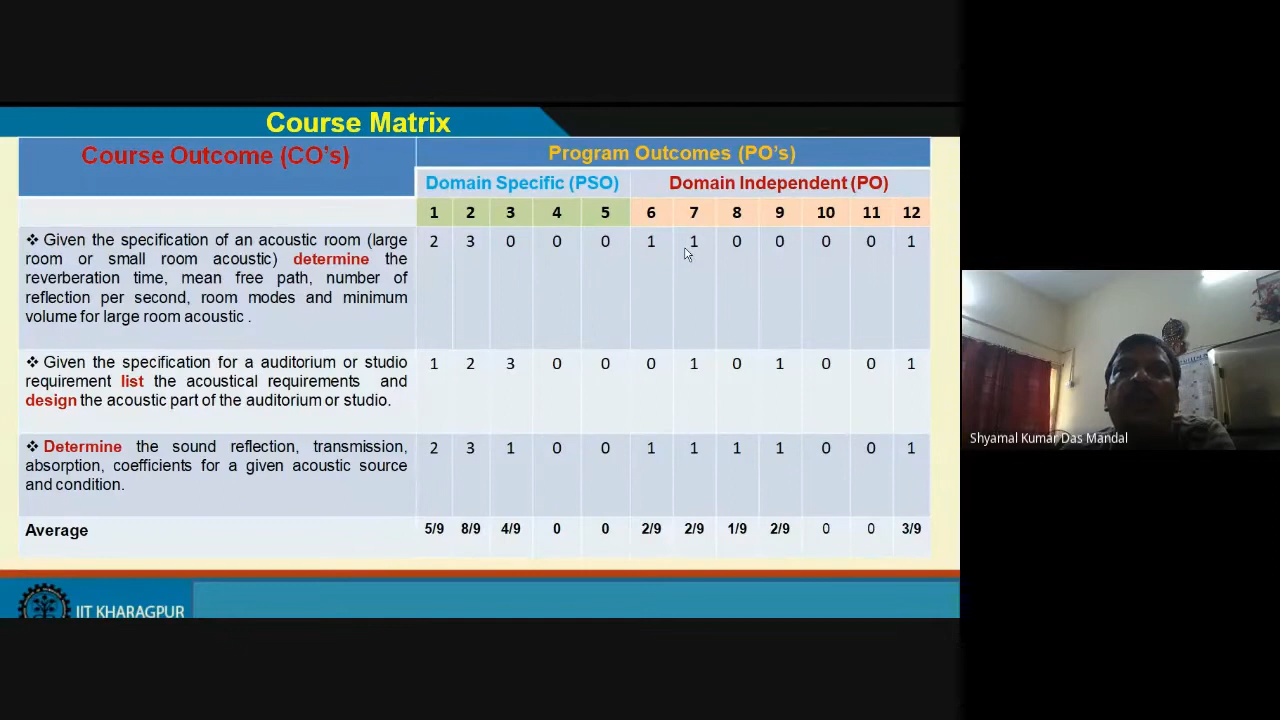 Course Matrix
Course Outcome (CO's)
Program Outcomes (PO's)
Domain Specific (PSO)
Domain Independent (PO)
1 2 3 4 5 6 7 8 9 10 11 12
❖ Given the specification of an acoustic room (large
room or small room acoustic) determine the
reverberation time, mean free path, number of
reflection per second, room modes and minimum
volume for large room acoustic .
2 3 0 0 0 1 1 0 0 0 0 1
❖ Given the specification for a auditorium or studio
requirement list the acoustical requirements and
design the acoustic part of the auditorium or studio.
1 2 3 0 0 0 1 0 1 0 0 1
❖ Determine the sound reflection, transmission,
absorption, coefficients for a given acoustic source
and condition.
2 3 1 0 0 1 1 1 1 0 0 1
Average 5/9 8/9 4/9 0 0 2/9 2/9 1/9 2/9 0 0 3/9
IIT KHARAGPUR
Shyamal Kumar Das Mandal